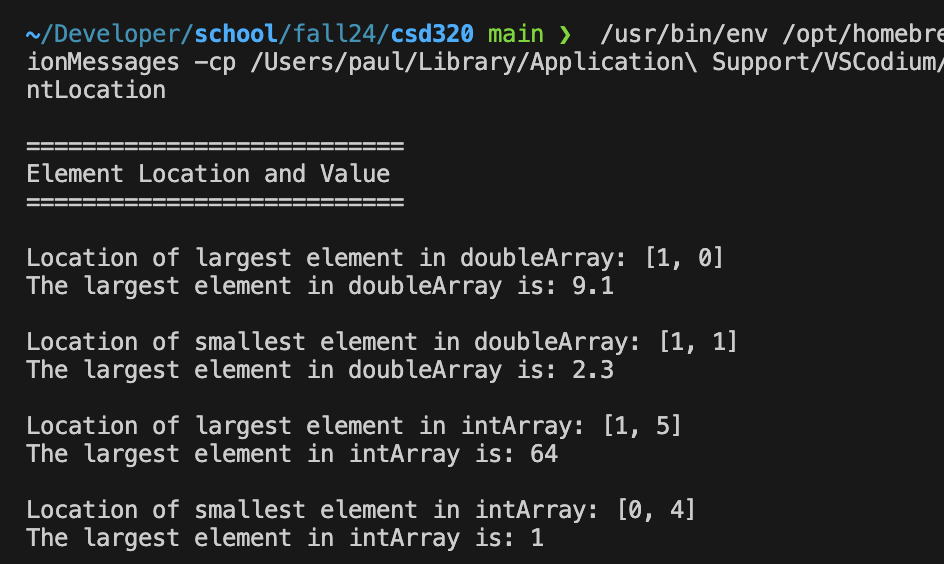 ~/Developer/school/fall24/csd320 main ❯ /usr/bin/env /opt/homebre
ionMessages -cp /Users/paul/Library/Application\ Support/VSCodium/
ntLocation
===========================
Element Location and Value
===========================
Location of largest element in doubleArray: [1, 0]
The largest element in doubleArray is: 9.1
Location of smallest element in doubleArray: [1, 1]
The largest element in doubleArray is: 2.3
Location of largest element in intArray: [1, 5]
The largest element in intArray is: 64
Location of smallest element in intArray: [0, 4]
The largest element in intArray is: 1